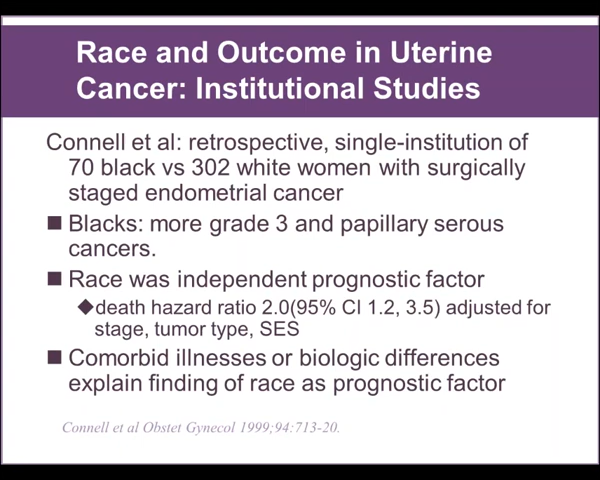 Race and Outcome in Uterine
Cancer: Institutional Studies
Connell et al: retrospective, single-institution of
70 black vs 302 white women with surgically
staged endometrial cancer
■ Blacks: more grade 3 and papillary serous
cancers.
■ Race was independent prognostic factor
◆death hazard ratio 2.0(95% CI 1.2, 3.5) adjusted for
stage, tumor type, SES
■ Comorbid illnesses or biologic differences
explain finding of race as prognostic factor
Connell et al Obstet Gynecol 1999;94:713-20.